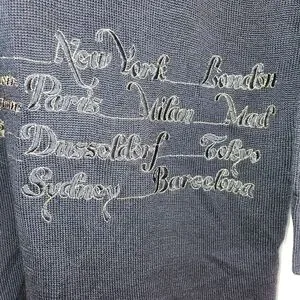 New York London
Paris Milan Mad
Dusseldorf Tokyo
Sydney Barcelona